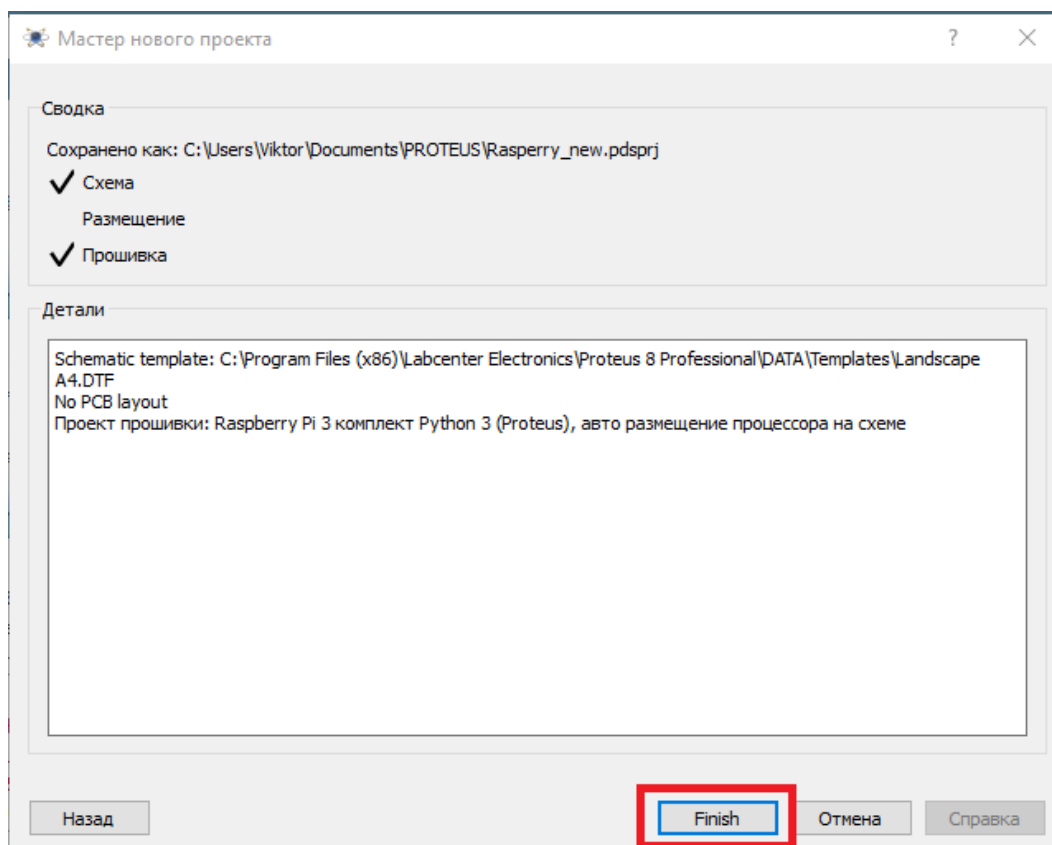 Мастер нового проекта
?
Сводка
Сохранено как: C:\Users\Viktor\Documents\PROTEUS\Rasperry_new.pdsprj
Схема
Размещение
Прошивка
Детали
Schematic template: C:\Program Files (x86)\Labcenter Electronics\Proteus 8 Professional\DATA\Templates\Landscape
A4.DTF
No PCB layout
Проект прошивки: Raspberry Pi 3 комплект Python 3 (Proteus), авто размещение процессора на схеме
Назад Finish Отмена Справка